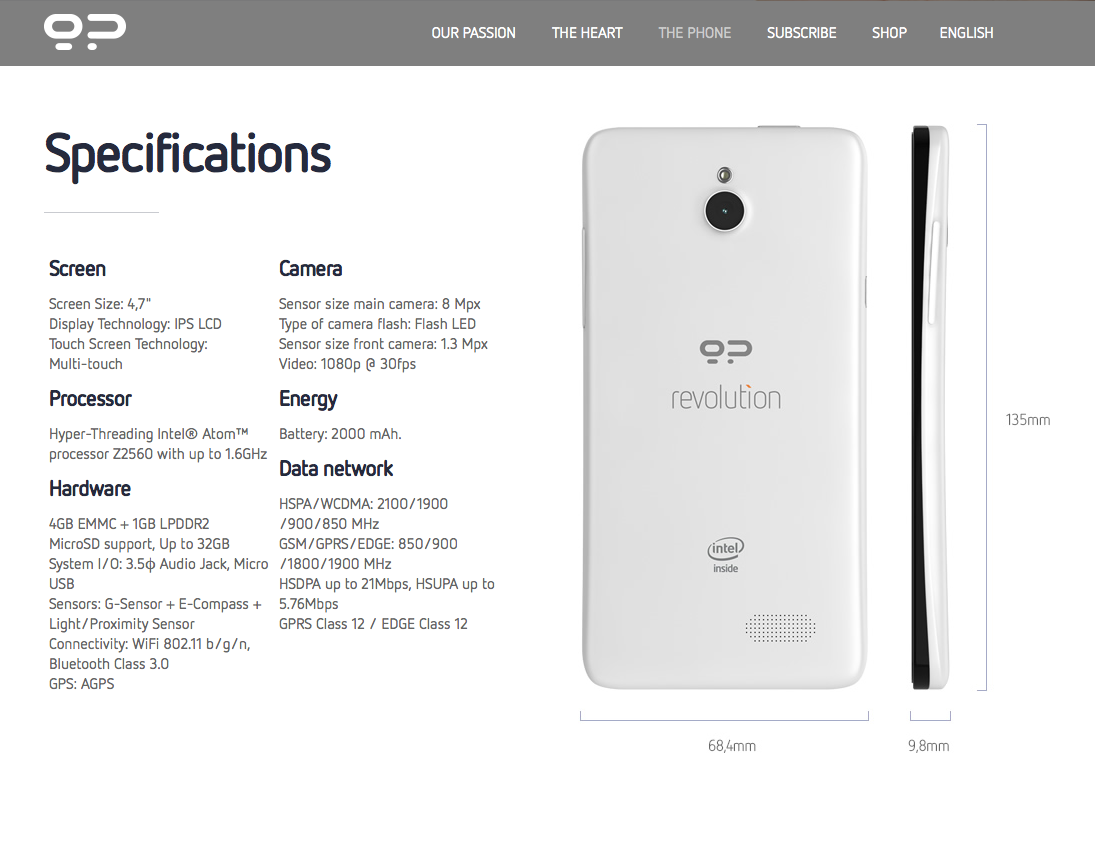 OUR PASSION THE HEART THE PHONE SUBSCRIBE SHOP ENGLISH
Specifications
Screen
Screen Size: 4,7"
Display Technology: IPS LCD
Touch Screen Technology:
Multi-touch
Processor
Hyper-Threading Intel® Atom™
processor Z2560 with up to 1.6GHz
Hardware
4GB EMMC + 1GB LPDDR2
MicroSD support, Up to 32GB
System I/O: 3.5ф Audio Jack, Micro
USB
Sensors: G-Sensor + E-Compass +
Light/Proximity Sensor
Connectivity: WiFi 802.11 b/g/n,
Bluetooth Class 3.0
GPS: AGPS
Camera
Sensor size main camera: 8 Mpx
Type of camera flash: Flash LED
Sensor size front camera: 1.3 Mpx
Video: 1080p @ 30fps
Energy
Battery: 2000 mAh.
Data network
HSPA/WCDMA: 2100/1900
/900/850 MHz
GSM/GPRS/EDGE: 850/900
/1800/1900 MHz
HSDPA up to 21Mbps, HSUPA up to
5.76Mbps
GPRS Class 12 / EDGE Class 12
gp
revolutìon
intel
inside
135mm
68,4mm
9,8mm